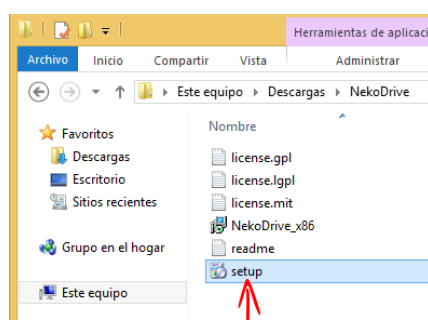 Herramientas de aplicaci
Archivo Inicio Compartir Vista Administrar
Este equipo Descargas NekoDrive
Favoritos
Descargas
Escritorio
Sitios recientes
Grupo en el hogar
Este equipo
Nombre
license.gpl
license.lgpl
license.mit
NekoDrive_x86
readme
setup